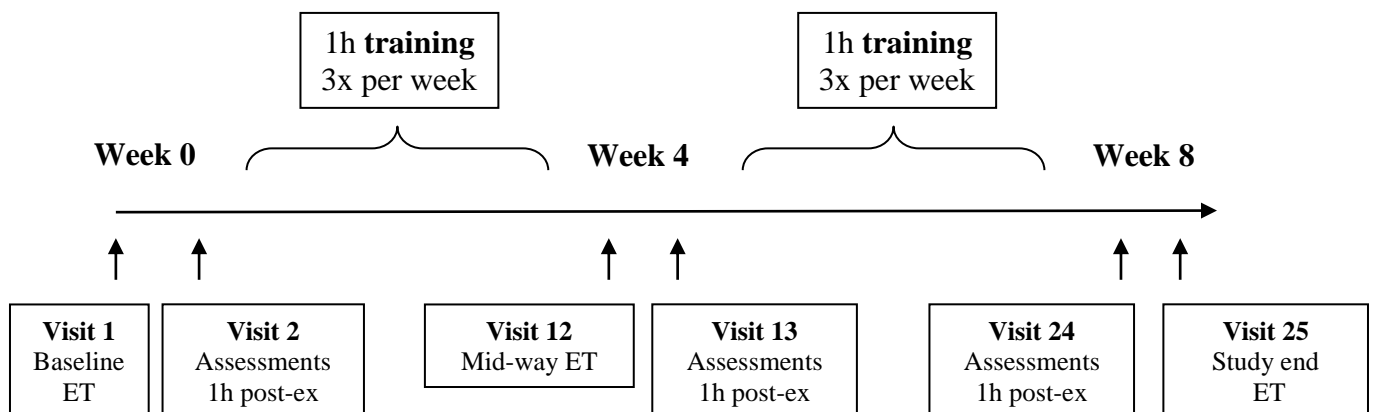 1h training
3x per week
1h training
3x per week
Week 0
Week 4
Week 8
Visit 1
Baseline
ET
Visit 2
Assessments
1h post-ex
Visit 12
Mid-way ET
Visit 13
Assessments
1h post-ex
Visit 24
Assessments
1h post-ex
Visit 25
Study end
ET